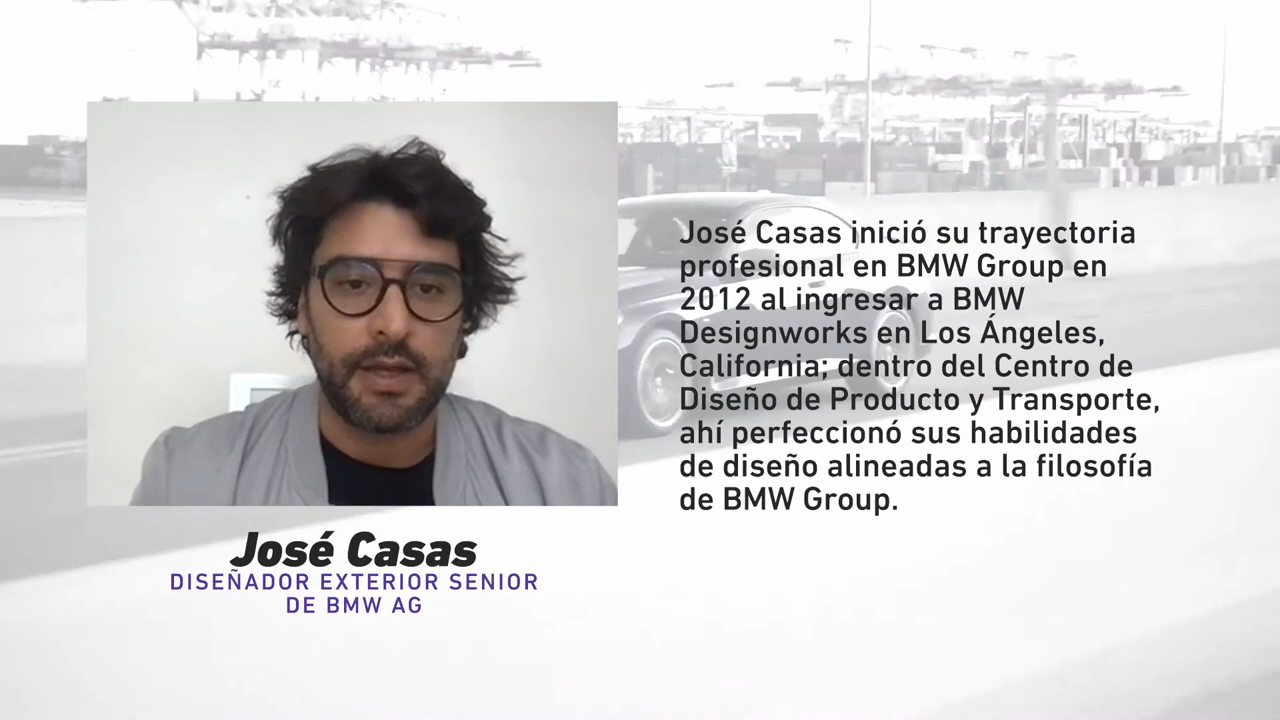 José Casas inició su trayectoria
profesional en BMW Group en
2012 al ingresar a BMW
Designworks en Los Ángeles,
California; dentro del Centro de
Diseño de Producto y Transporte,
ahí perfeccionó sus habilidades
de diseño alineadas a la filosofía
de BMW Group.
José Casas
DISEÑADOR EXTERIOR SENIOR
DE BMW AG